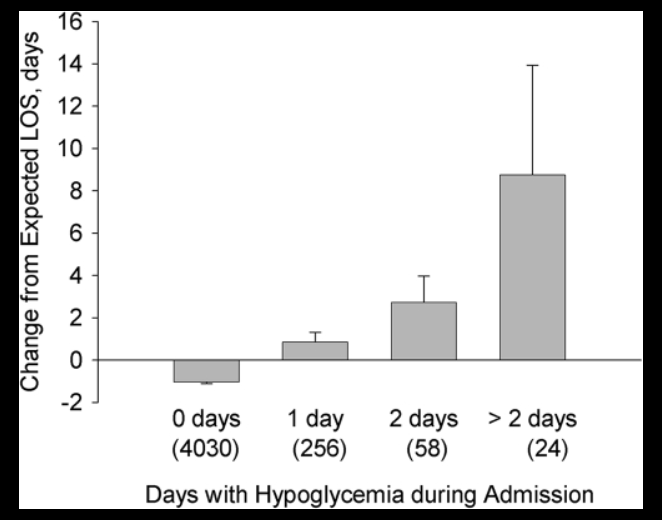 Change from Expected LOS, days
16
14
12
10
8
6
4
2
0
-2
0 days
1 day
2 days
> 2 days
(4030)
(256)
(58)
(24)
Days with Hypoglycemia during Admission